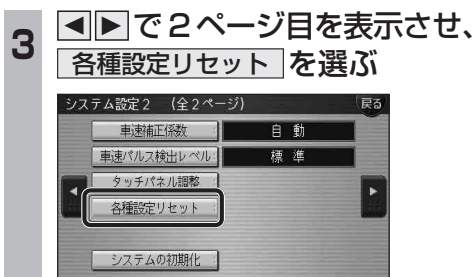 3 ◀▶で2ページ目を表示させ、
各種設定リセット を選ぶ
システム設定2 (全2ページ) 戻る
車速補正係数 自 動
車速パルス検出レベル 標 準
タッチパネル調整
◀ ▶
各種設定リセット
システムの初期化